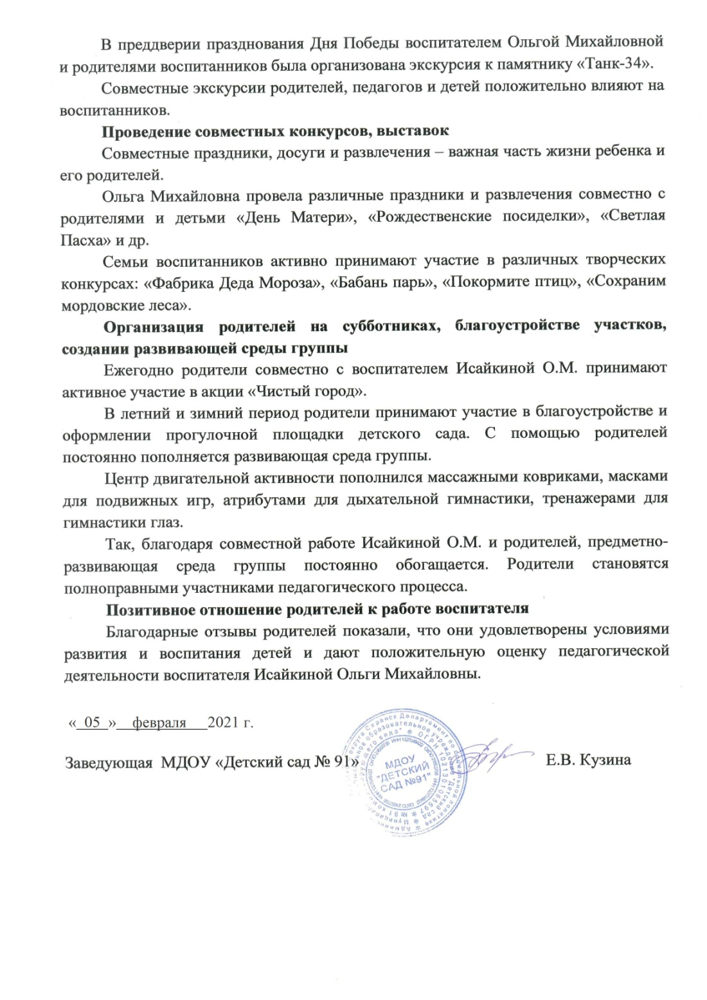 В преддверии празднования Дня Победы воспитателем Ольгой Михайловной
и родителями воспитанников была организована экскурсия к памятнику «Танк-34».
Совместные экскурсии родителей, педагогов и детей положительно влияют на
воспитанников.
Проведение совместных конкурсов, выставок
Совместные праздники, досуги и развлечения – важная часть жизни ребенка и
его родителей.
Ольга Михайловна провела различные праздники и развлечения совместно с
родителями и детьми «День Матери», «Рождественские посиделки», «Светлая
Пасха» и др.
Семьи воспитанников активно принимают участие в различных творческих
конкурсах: «Фабрика Деда Мороза», «Бабань парь», «Покормите птиц», «Сохраним
мордовские леса».
Организация родителей на субботниках, благоустройстве участков,
создании развивающей среды группы
Ежегодно родители совместно с воспитателем Исайкиной О.М. принимают
активное участие в акции «Чистый город».
В летний и зимний период родители принимают участие в благоустройстве и
оформлении прогулочной площадки детского сада. С помощью родителей
постоянно пополняется развивающая среда группы.
Центр двигательной активности пополнился массажными ковриками, масками
для подвижных игр, атрибутами для дыхательной гимнастики, тренажерами для
гимнастики глаз.
Так, благодаря совместной работе Исайкиной О.М. и родителей, предметно-
развивающая среда группы постоянно обогащается. Родители становятся
полноправными участниками педагогического процесса.
Позитивное отношение родителей к работе воспитателя
Благодарные отзывы родителей показали, что они удовлетворены условиями
развития и воспитания детей и дают положительную оценку педагогической
деятельности воспитателя Исайкиной Ольги Михайловны.
«_05_»__февраля___2021 г.
Заведующая МДОУ «Детский сад № 91»
Е.В. Кузина
МДОУ
"ДЕТСКИЙ
САД №91"